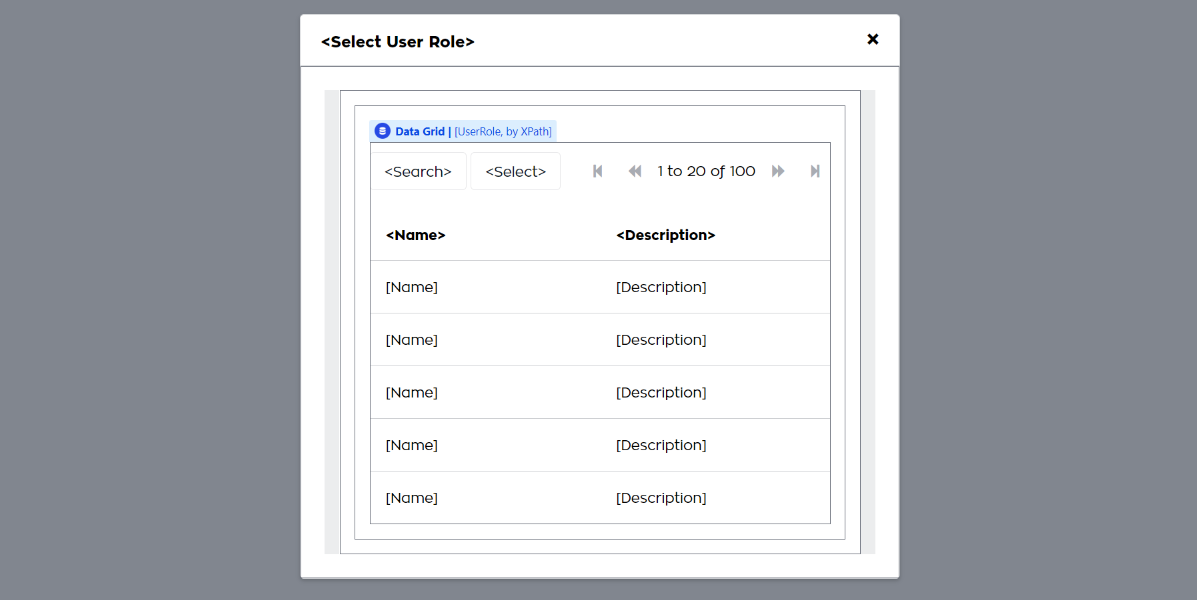 <Select User Role>
Data Grid | [UserRole, by XPath]
<Search> <Select> 1 to 20 of 100
<Name> <Description>
[Name] [Description]
[Name] [Description]
[Name] [Description]
[Name] [Description]
[Name] [Description]